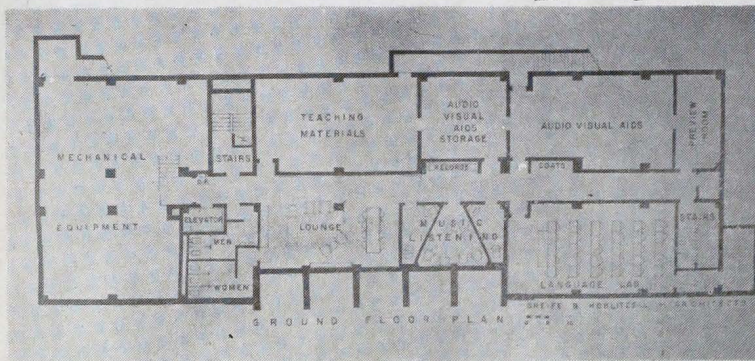 TEACHING
MATERIALS
AUDIO
VISUAL
AIDS
STORAGE
AUDIO VISUAL AIDS
PREVIEW
ROOM
MECHANICAL
EQUIPMENT
STAIRS
RECORDS
COATS
ELEVATOR
MEN
WOMEN
LOUNGE
MUSIC
LISTENING
STAIRS
LANGUAGE LAB
ARCHITECTS
GROUND FLOOR PLAN